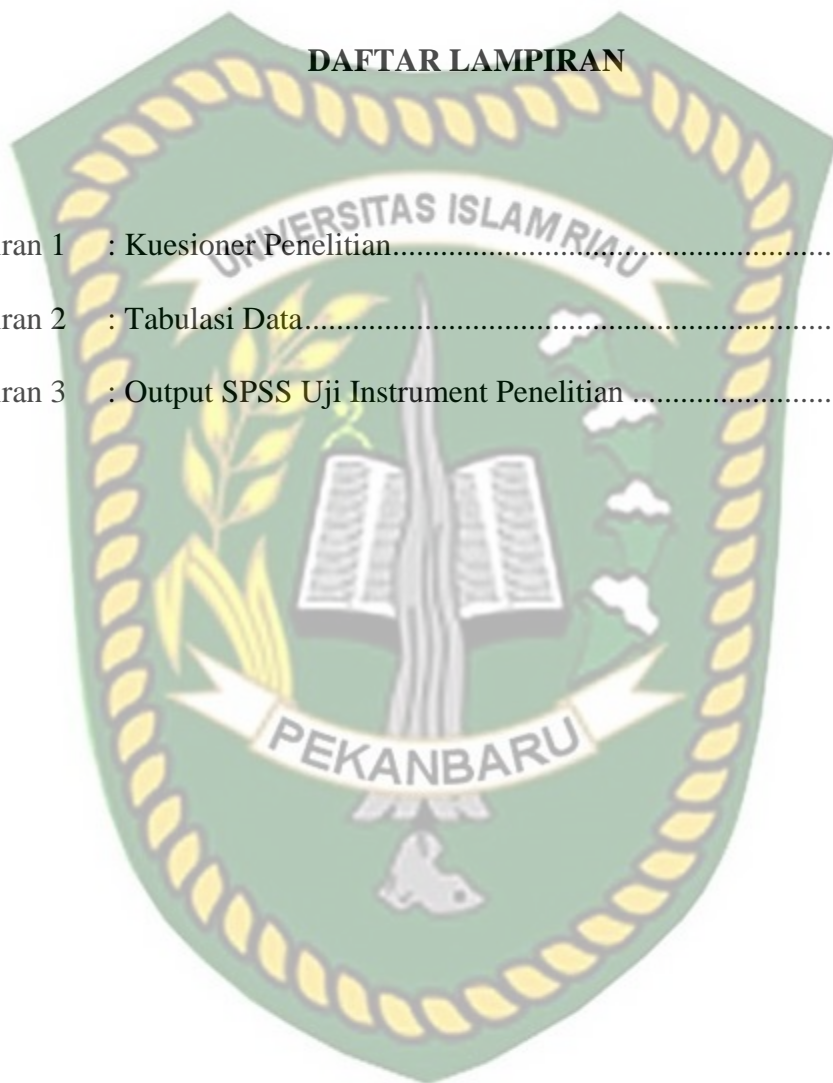 DAFTAR LAMPIRAN
UNIVERSITAS ISLAM RIAU
ran 1 : Kuesioner Penelitian........................................................................
ran 2 : Tabulasi Data........................................................................................
ran 3 : Output SPSS Uji Instrument Penelitian ..................................
PEKANBARU